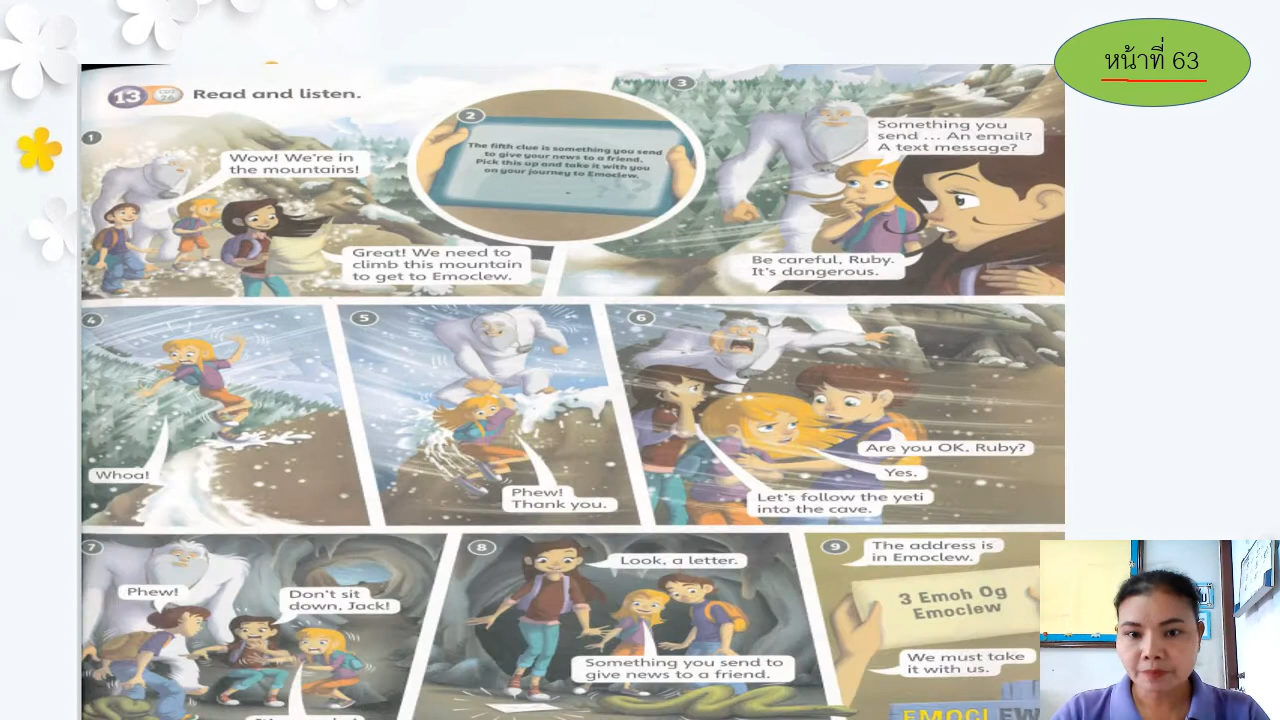 หน้าที่ 63
13
Read and listen.
1
Wow! We're in
the mountains!
Great! We need to
climb this mountain
to get to Emoclew.
2
The fifth clue is something you send
to give your news to a friend.
Pick this up and take it with you
on your journey to Emoclew.
3
Something you
send ... An email?
A text message?
Be careful, Ruby.
It's dangerous.
4
Whoa!
5
Phew!
Thank you.
6
Are you OK, Ruby?
Yes.
Let's follow the yeti
into the cave.
7
Phew!
Don't sit
down, Jack!
8
Look, a letter.
Something you send to
give news to a friend.
9
The address is
in Emoclew.
3 Emoh Og
Emoclew
We must take
it with us.
EMOCLEW